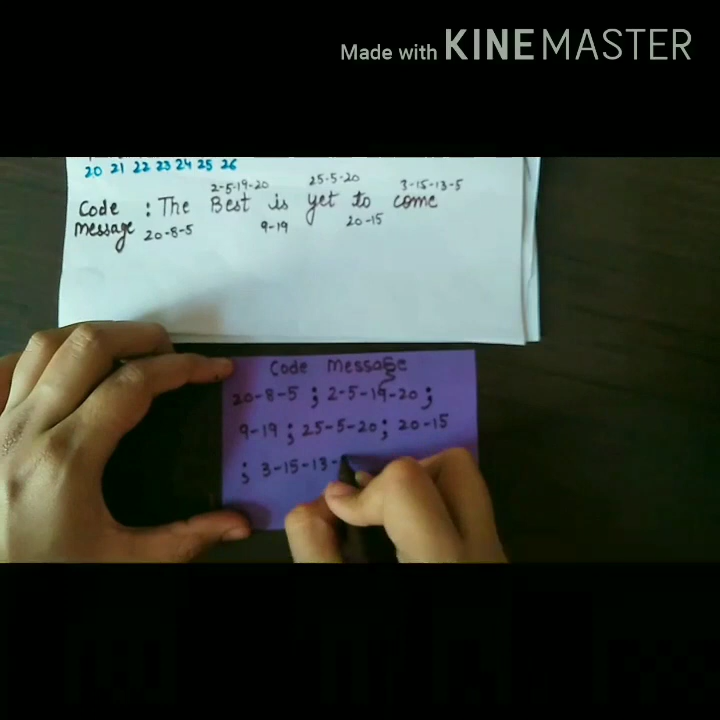 Made with KINEMASTER
20 21 22 23 24 25 26
2-5-19-20 25-5-20 3-15-13-5
Code : The Best is yet to come
message 20-8-5 9-19 20-15
Code Message
20-8-5 ; 2-5-19-20 ;
9-19 ; 25-5-20 ; 20-15
; 3-15-13-